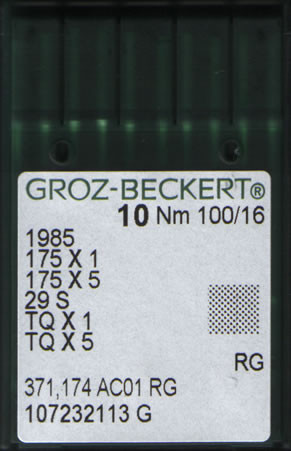 GROZ-BECKERT®
10 Nm 100/16
1985
175 X 1
175 X 5
29 S
TQ X 1
TQ X 5
RG
371,174 AC01 RG
107232113 G